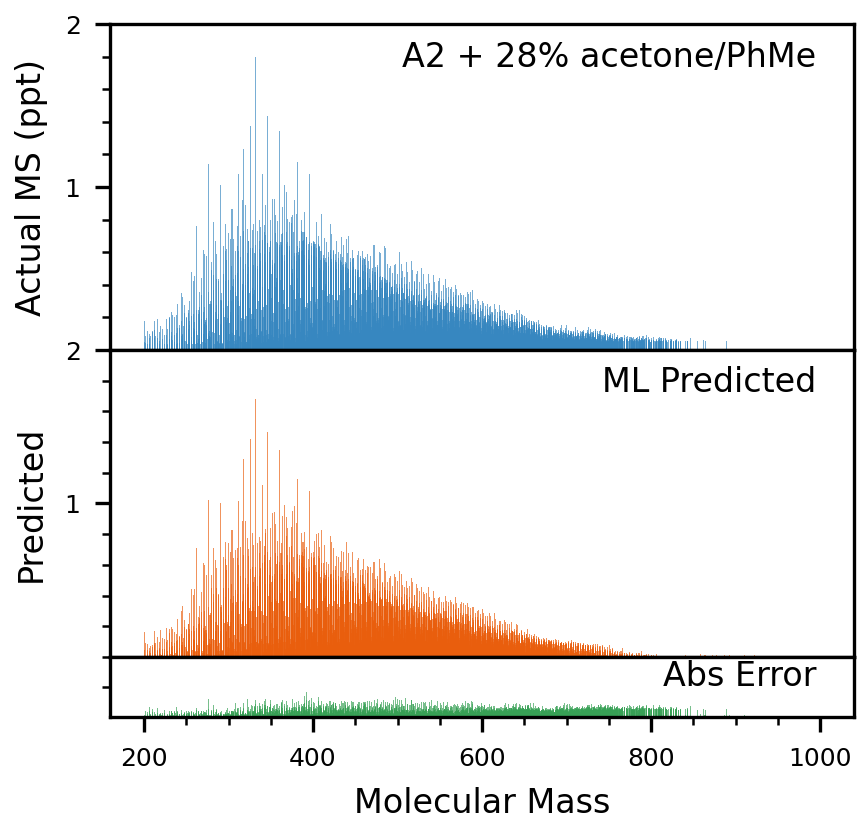 2
A2 + 28% acetone/PhMe
Actual MS (ppt)
1
2
ML Predicted
Predicted
1
Abs Error
200 400 600 800 1000
Molecular Mass